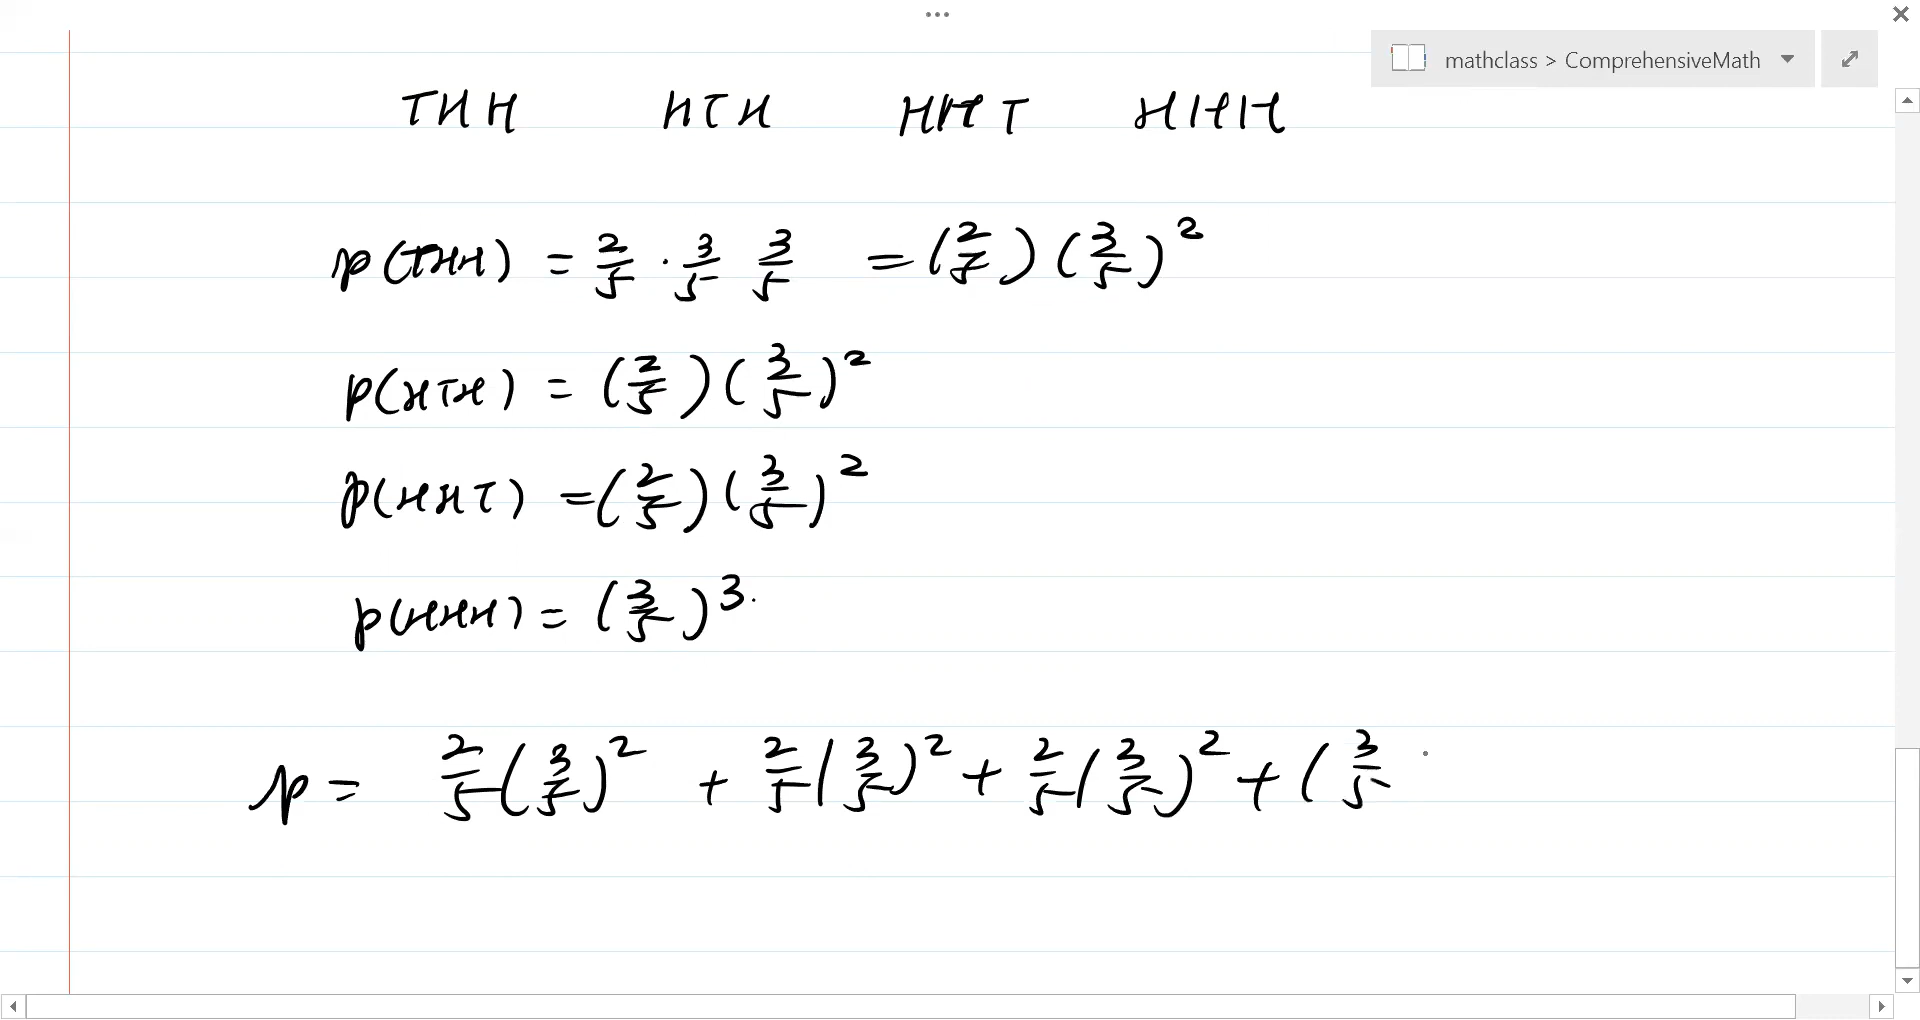 ...
mathclass > ComprehensiveMath
THH HTH HHT HHH
p(THH) = 2/5 · 3/5 3/5 = (2/5)(3/5)^2
p(HTH) = (2/5)(3/5)^2
p(HHT) = (2/5)(3/5)^2
p(HHH) = (3/5)^3
p = 2/5(3/5)^2 + 2/5(3/5)^2 + 2/5(3/5)^2 + (3/5